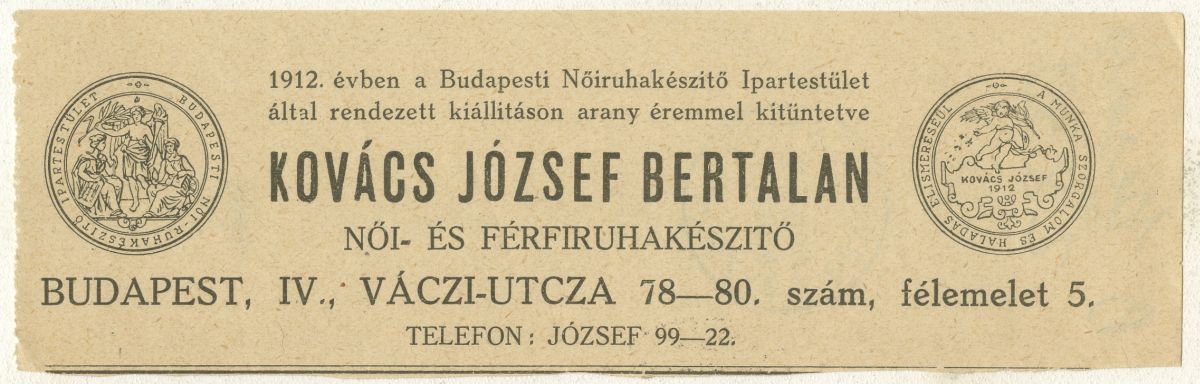 1912. évben a Budapesti Nőiruhakészitő Ipartestület
által rendezett kiállitáson arany éremmel kitüntetve
KOVÁCS JÓZSEF BERTALAN
NŐI- ÉS FÉRFIRUHAKÉSZITŐ
BUDAPEST, IV., VÁCZI-UTCZA 78—80. szám, félemelet 5.
TELEFON: JÓZSEF 99—22.
BUDAPESTI NŐI-RUHAKÉSZITŐ IPARTESTÜLET
A MUNKA SZORGALOM ÉS HALADÁS ELISMERESEÜL
KOVÁCS JÓZSEF
1912